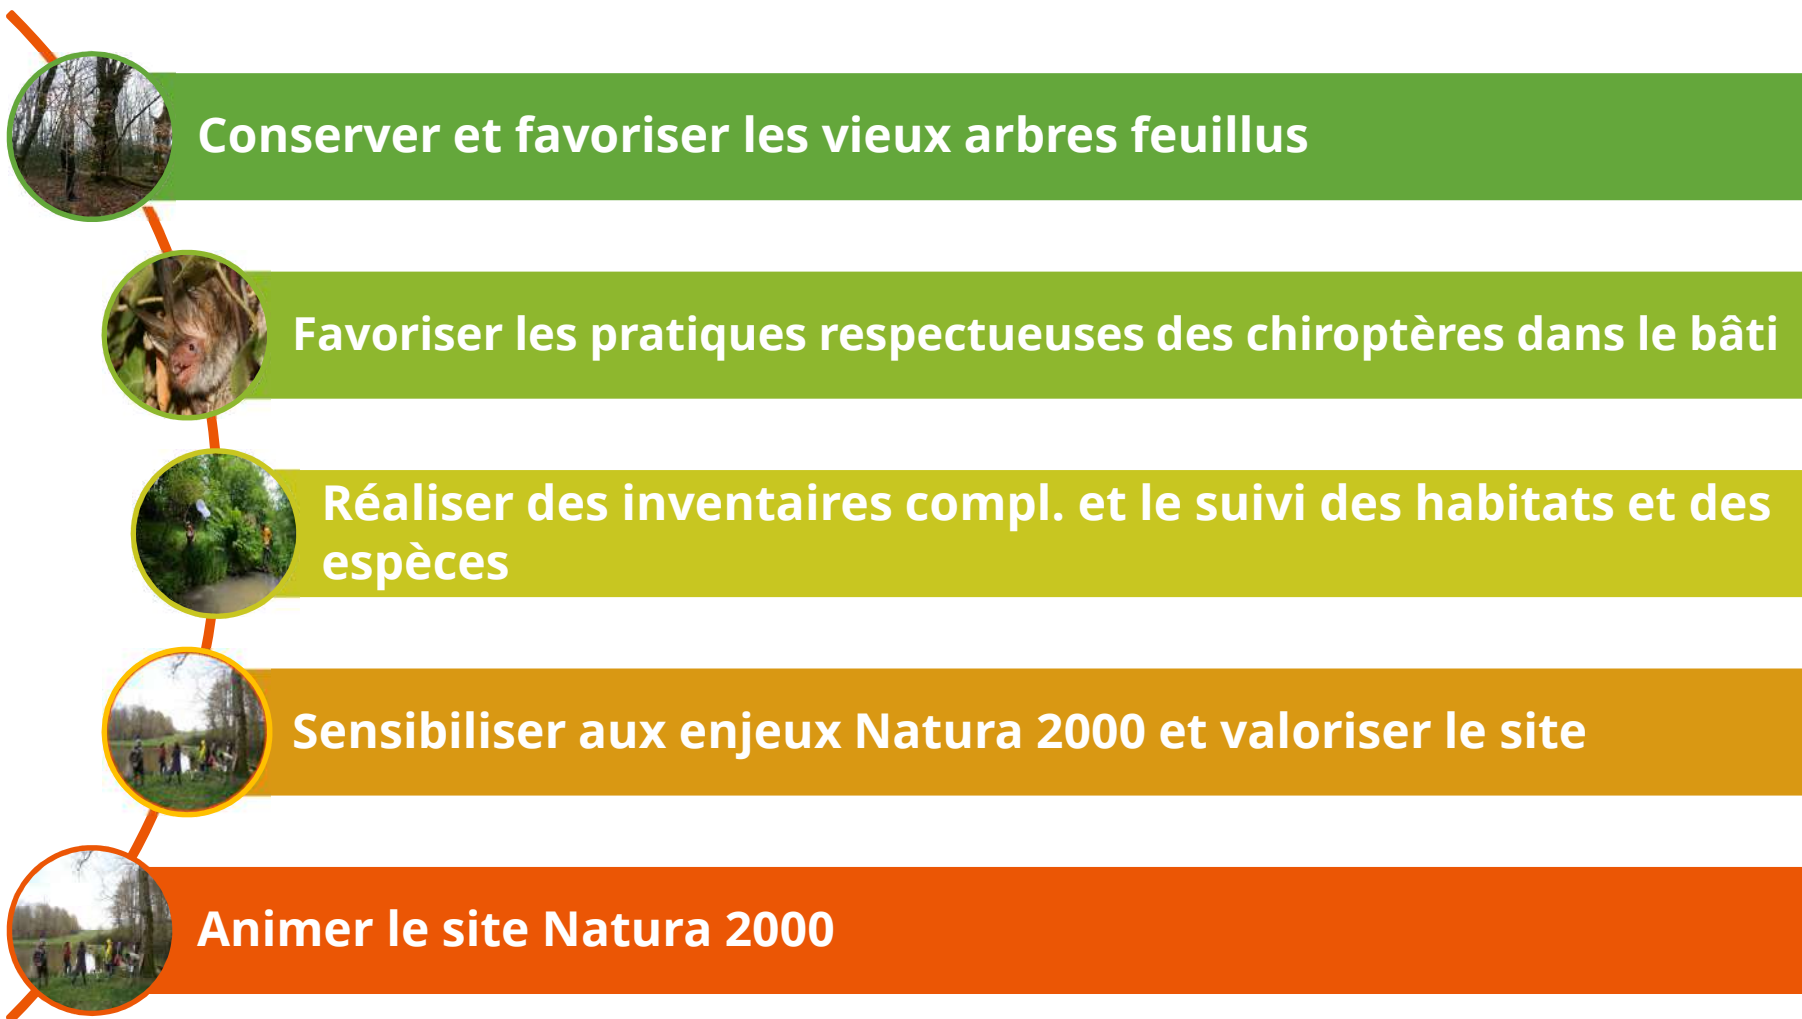 Conserver et favoriser les vieux arbres feuillus
Favoriser les pratiques respectueuses des chiroptères dans le bâti
Réaliser des inventaires compl. et le suivi des habitats et des
espèces
Sensibiliser aux enjeux Natura 2000 et valoriser le site
Animer le site Natura 2000